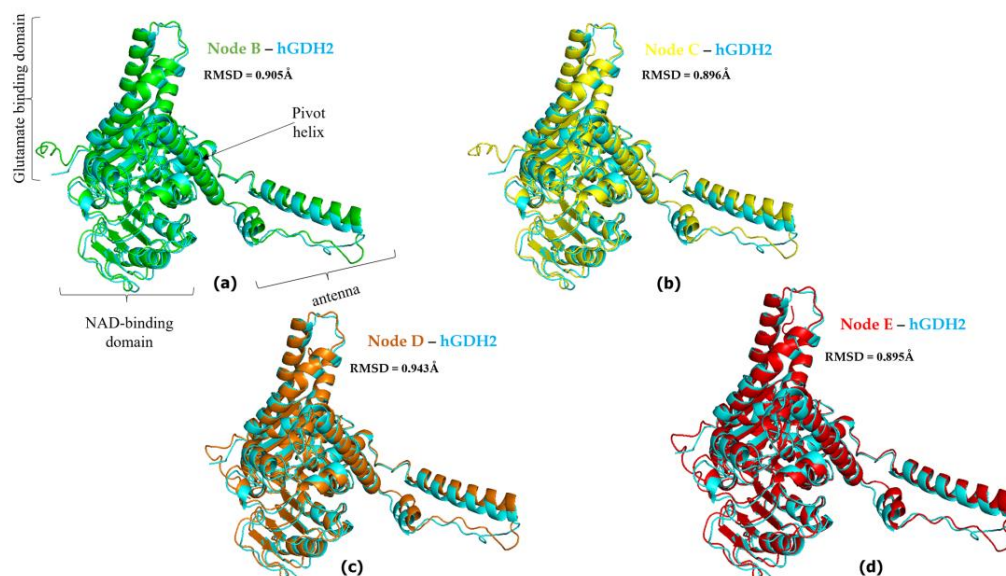 Glutamate binding domain
Node B – hGDH2
RMSD = 0.905Å
Pivot
helix
(a)
antenna
NAD-binding
domain
Node C – hGDH2
RMSD = 0.896Å
(b)
Node D – hGDH2
RMSD = 0.943Å
(c)
Node E – hGDH2
RMSD = 0.895Å
(d)